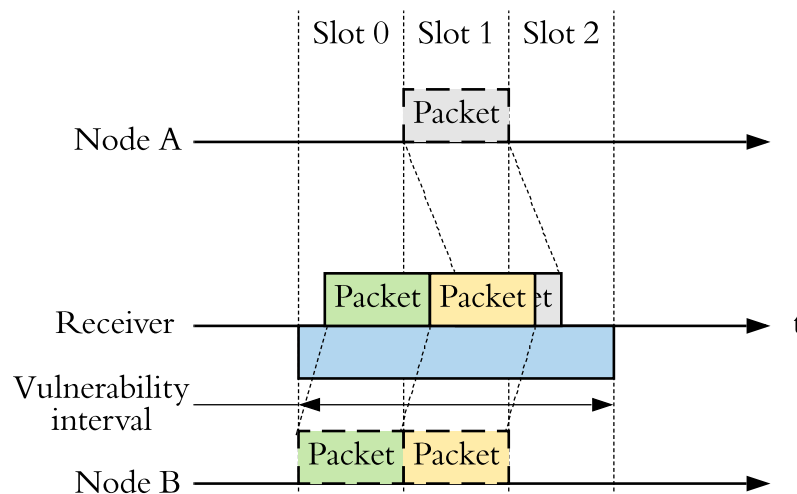 Slot 0 Slot 1 Slot 2
Packet
Node A
Packet Packet et
Receiver
t
Vulnerability
interval
Packet Packet
Node B